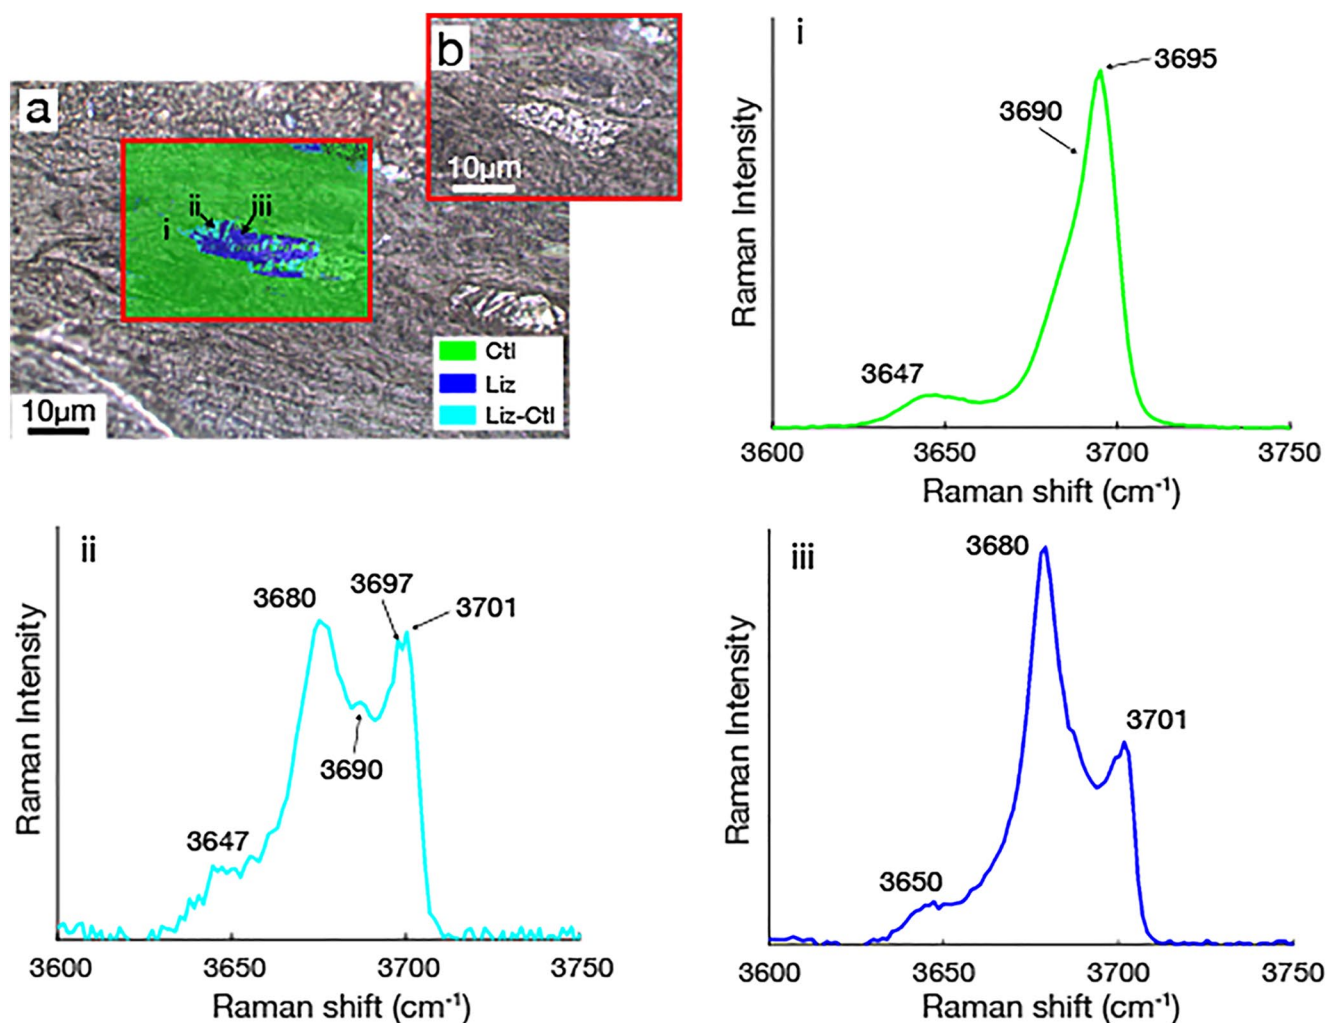 a
b
10µm
i
ii
iii
Ctl
Liz
Liz-Ctl
10µm
i
3695
3690
3647
Raman Intensity
3600 3650 3700 3750
Raman shift (cm⁻¹)
ii
3680
3697
3701
3690
3647
Raman Intensity
3600 3650 3700 3750
Raman shift (cm⁻¹)
iii
3680
3701
3650
Raman Intensity
3600 3650 3700 3750
Raman shift (cm⁻¹)